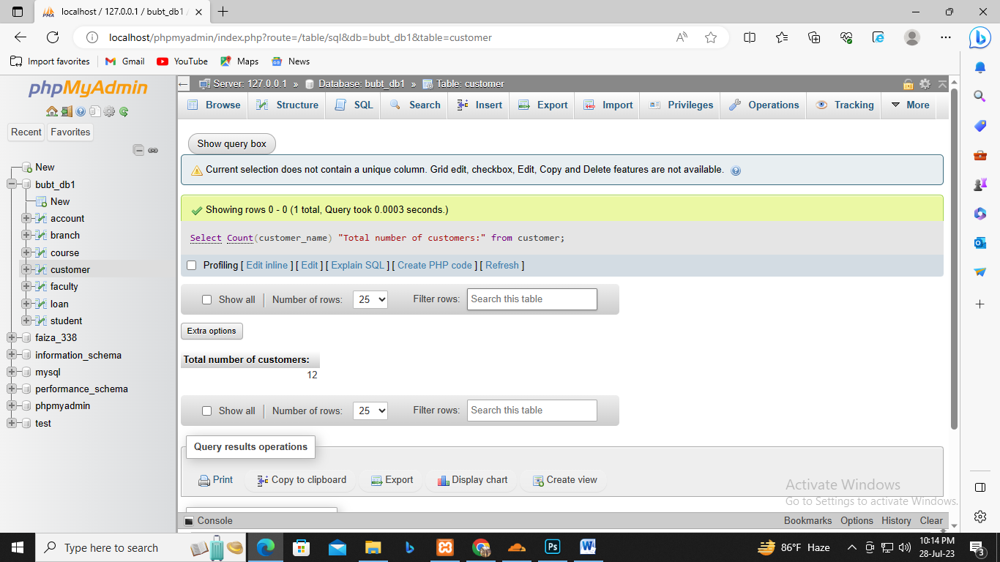 localhost / 127.0.0.1 / bubt_db1
localhost/phpmyadmin/index.php?route=/table/sql&db=bubt_db1&table=customer
Import favorites Gmail YouTube Maps News
phpMyAdmin
Recent Favorites
New
bubt_db1
New
account
branch
course
customer
faculty
loan
student
faiza_338
information_schema
mysql
performance_schema
phpmyadmin
test
Server: 127.0.0.1 » Database: bubt_db1 » Table: customer
Browse Structure SQL Search Insert Export Import Privileges Operations Tracking More
Show query box
Current selection does not contain a unique column. Grid edit, checkbox, Edit, Copy and Delete features are not available.
Showing rows 0 - 0 (1 total, Query took 0.0003 seconds.)
Select Count(customer_name) "Total number of customers:" from customer;
Profiling [ Edit inline ] [ Edit ] [ Explain SQL ] [ Create PHP code ] [ Refresh ]
Show all Number of rows: 25 Filter rows: Search this table
Extra options
Total number of customers:
12
Show all Number of rows: 25 Filter rows: Search this table
Query results operations
Print Copy to clipboard Export Display chart Create view
Activate Windows
Go to Settings to activate Windows.
Console Bookmarks Options History Clear
Type here to search
86°F Haze
10:14 PM
28-Jul-23
3